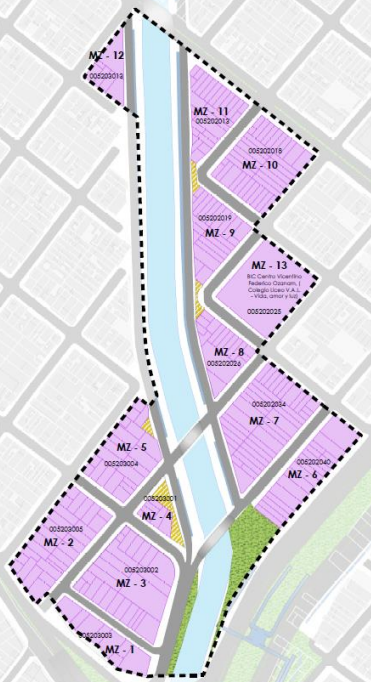 MZ - 12
005203013
MZ - 11
005202013
005202018
MZ - 10
005202019
MZ - 9
MZ - 13
BIC Centro Vicentino
Federico Ozanam. (
Colegio Liceo V.A.L
- Vida, amor y luz)
005202025
MZ - 8
005202026
005202034
MZ - 7
MZ - 5
005203004
005202040
MZ - 6
005203001
MZ - 4
005203005
MZ - 2
005203002
MZ - 3
005203003
MZ - 1